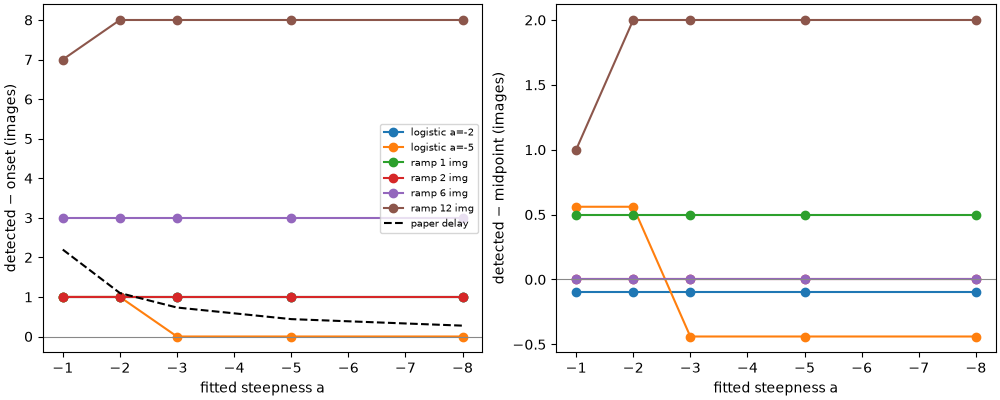 detected − onset (images)
8
7
6
5
4
3
2
1
0
logistic a=-2
logistic a=-5
ramp 1 img
ramp 2 img
ramp 6 img
ramp 12 img
paper delay
−1 −2 −3 −4 −5 −6 −7 −8
fitted steepness a
detected − midpoint (images)
2.0
1.5
1.0
0.5
0.0
−0.5
−1 −2 −3 −4 −5 −6 −7 −8
fitted steepness a